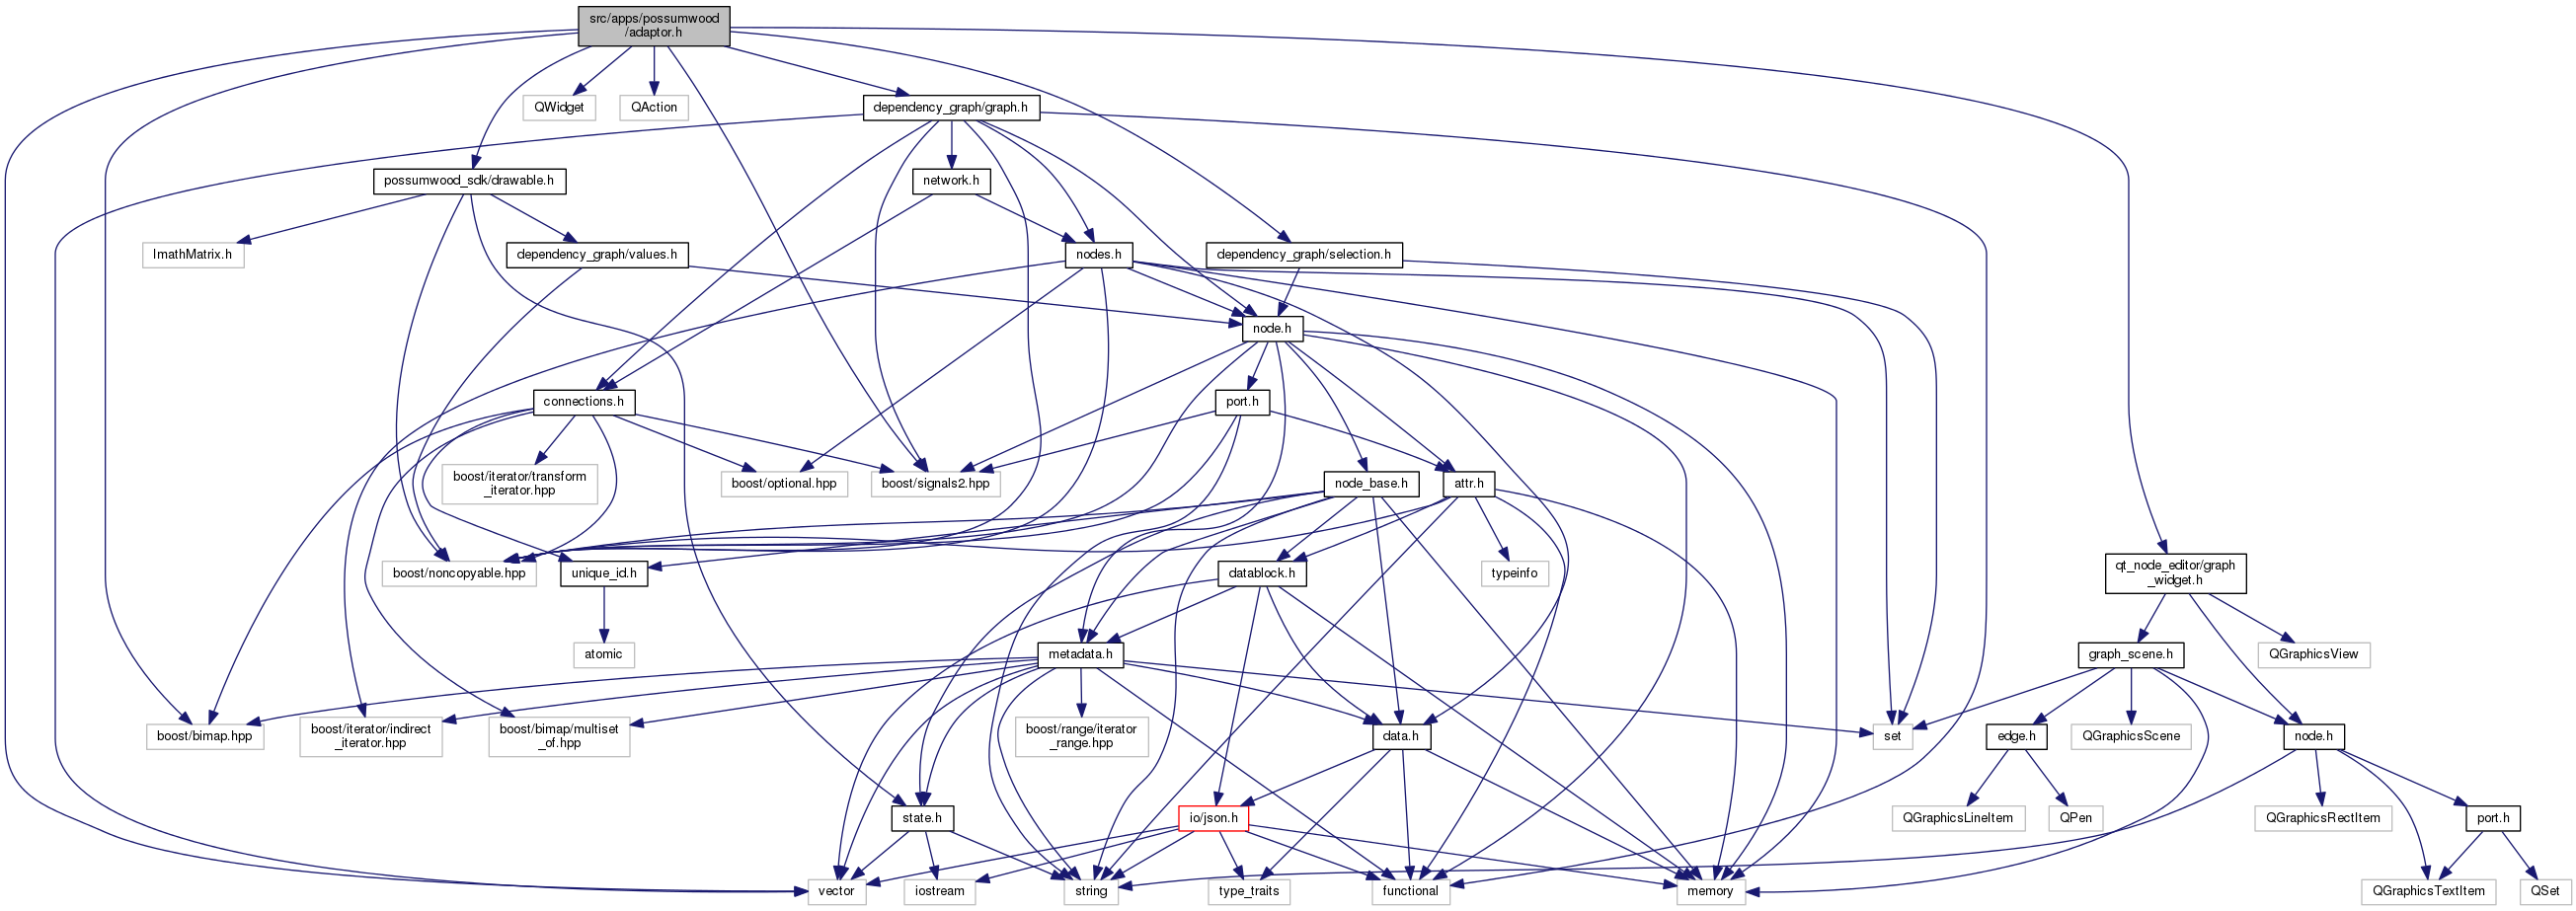 src/apps/possumwood
/adaptor.h
QWidget
QAction
dependency_graph/graph.h
possumwood_sdk/drawable.h
network.h
ImathMatrix.h
dependency_graph/values.h
nodes.h
dependency_graph/selection.h
node.h
connections.h
port.h
boost/iterator/transform
_iterator.hpp
boost/optional.hpp
boost/signals2.hpp
node_base.h
attr.h
boost/noncopyable.hpp
unique_id.h
datablock.h
typeinfo
qt_node_editor/graph
_widget.h
atomic
metadata.h
graph_scene.h
QGraphicsView
boost/bimap.hpp
boost/iterator/indirect
_iterator.hpp
boost/bimap/multiset
_of.hpp
boost/range/iterator
_range.hpp
data.h
set
edge.h
QGraphicsScene
node.h
state.h
io/json.h
QGraphicsLineItem
QPen
QGraphicsRectItem
port.h
vector
iostream
string
type_traits
functional
memory
QGraphicsTextItem
QSet